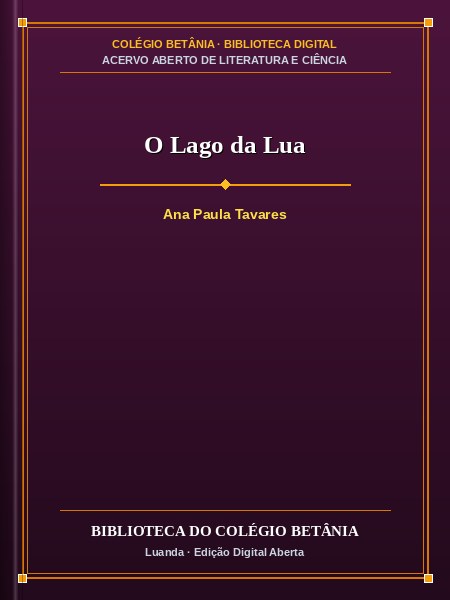 COLÉGIO BETÂNIA · BIBLIOTECA DIGITAL
ACERVO ABERTO DE LITERATURA E CIÊNCIA
O Lago da Lua
Ana Paula Tavares
BIBLIOTECA DO COLÉGIO BETÂNIA
Luanda · Edição Digital Aberta